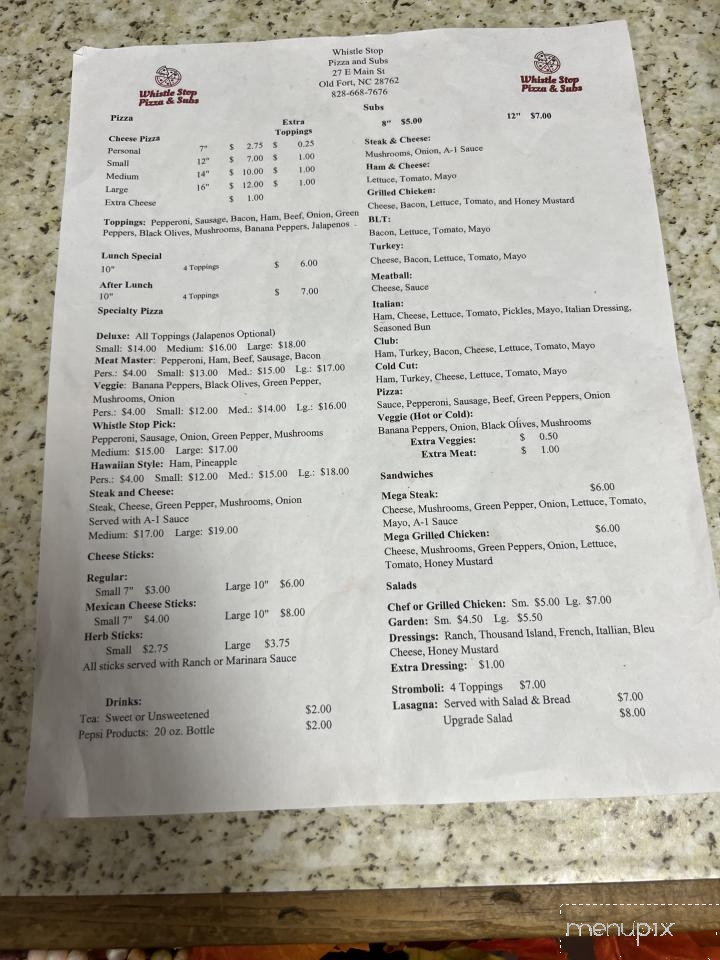 Whistle Stop
Pizza and Subs
27 E Main St
Old Fort, NC 28762
828-668-7676
Whistle Stop
Pizza & Subs
Whistle Stop
Pizza & Subs
Pizza
Extra
Toppings
Cheese Pizza
Personal 7" $ 2.75 $ 0.25
Small 12" $ 7.00 $ 1.00
Medium 14" $ 10.00 $ 1.00
Large 16" $ 12.00 $ 1.00
Extra Cheese $ 1.00
Toppings: Pepperoni, Sausage, Bacon, Ham, Beef, Onion, Green
Peppers, Black Olives, Mushrooms, Banana Peppers, Jalapenos
Lunch Special
10" 4 Toppings $ 6.00
After Lunch
10" 4 Toppings $ 7.00
Specialty Pizza
Deluxe: All Toppings (Jalapenos Optional)
Small: $14.00 Medium: $16.00 Large: $18.00
Meat Master: Pepperoni, Ham, Beef, Sausage, Bacon
Pers.: $4.00 Small: $13.00 Med.: $15.00 Lg.: $17.00
Veggie: Banana Peppers, Black Olives, Green Pepper,
Mushrooms, Onion
Pers.: $4.00 Small: $12.00 Med.: $14.00 Lg.: $16.00
Whistle Stop Pick:
Pepperoni, Sausage, Onion, Green Pepper, Mushrooms
Medium: $15.00 Large: $17.00
Hawaiian Style: Ham, Pineapple
Pers.: $4.00 Small: $12.00 Med.: $15.00 Lg.: $18.00
Steak and Cheese:
Steak, Cheese, Green Pepper, Mushrooms, Onion
Served with A-1 Sauce
Medium: $17.00 Large: $19.00
Cheese Sticks:
Regular:
Small 7" $3.00 Large 10" $6.00
Mexican Cheese Sticks:
Small 7" $4.00 Large 10" $8.00
Herb Sticks:
Small $2.75 Large $3.75
All sticks served with Ranch or Marinara Sauce
Drinks:
Tea: Sweet or Unsweetened $2.00
Pepsi Products: 20 oz. Bottle $2.00
Subs
8" $5.00 12" $7.00
Steak & Cheese:
Mushrooms, Onion, A-1 Sauce
Ham & Cheese:
Lettuce, Tomato, Mayo
Grilled Chicken:
Cheese, Bacon, Lettuce, Tomato, and Honey Mustard
BLT:
Bacon, Lettuce, Tomato, Mayo
Turkey:
Cheese, Bacon, Lettuce, Tomato, Mayo
Meatball:
Cheese, Sauce
Italian:
Ham, Cheese, Lettuce, Tomato, Pickles, Mayo, Italian Dressing,
Seasoned Bun
Club:
Ham, Turkey, Bacon, Cheese, Lettuce, Tomato, Mayo
Cold Cut:
Ham, Turkey, Cheese, Lettuce, Tomato, Mayo
Pizza:
Sauce, Pepperoni, Sausage, Beef, Green Peppers, Onion
Veggie (Hot or Cold):
Banana Peppers, Onion, Black Olives, Mushrooms
Extra Veggies: $ 0.50
Extra Meat: $ 1.00
Sandwiches
Mega Steak: $6.00
Cheese, Mushrooms, Green Pepper, Onion, Lettuce, Tomato,
Mayo, A-1 Sauce
Mega Grilled Chicken: $6.00
Cheese, Mushrooms, Green Peppers, Onion, Lettuce,
Tomato, Honey Mustard
Salads
Chef or Grilled Chicken: Sm. $5.00 Lg. $7.00
Garden: Sm. $4.50 Lg. $5.50
Dressings: Ranch, Thousand Island, French, Itallian, Bleu
Cheese, Honey Mustard
Extra Dressing: $1.00
Stromboli: 4 Toppings $7.00
Lasagna: Served with Salad & Bread $7.00
Upgrade Salad $8.00
menupix